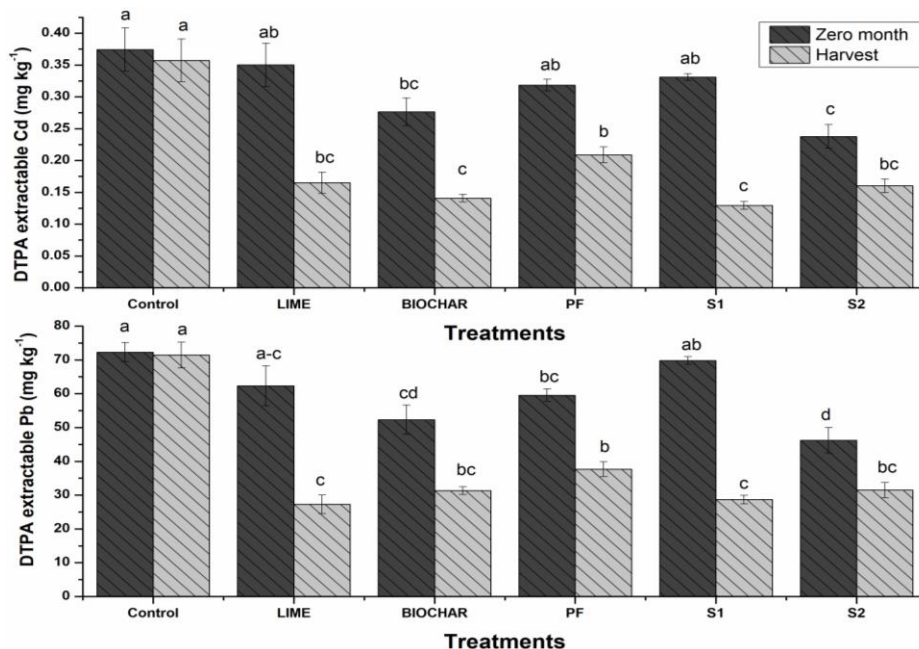 DTPA extractable Cd (mg kg⁻¹)
0.40
0.35
0.30
0.25
0.20
0.15
0.10
0.05
0.00
a
a
ab
bc
bc
c
ab
b
ab
c
c
bc
Zero month
Harvest
Control
LIME
BIOCHAR
PF
S1
S2
Treatments
DTPA extractable Pb (mg kg⁻¹)
80
70
60
50
40
30
20
10
0
a
a
a-c
c
cd
bc
bc
b
ab
c
d
bc
Control
LIME
BIOCHAR
PF
S1
S2
Treatments